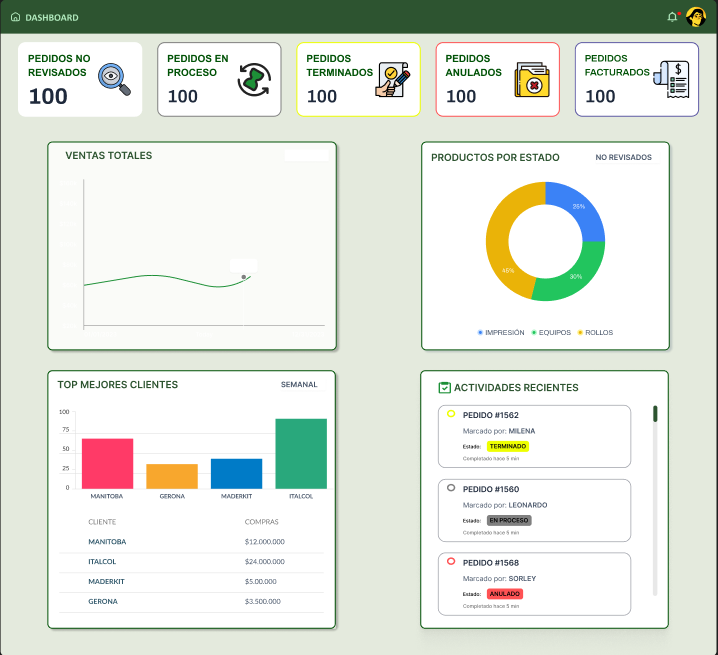 DASHBOARD
PEDIDOS NO
REVISADOS
100
PEDIDOS EN
PROCESO
100
PEDIDOS
TERMINADOS
100
PEDIDOS
ANULADOS
100
PEDIDOS
FACTURADOS
100
$
VENTAS TOTALES
PRODUCTOS POR ESTADO
NO REVISADOS
25%
30%
45%
IMPRESIÓN
EQUIPOS
ROLLOS
TOP MEJORES CLIENTES
SEMANAL
100
75
50
25
0
MANITOBA
GERONA
MADERKIT
ITALCOL
CLIENTE COMPRAS
MANITOBA $12.000.000
ITALCOL $24.000.000
MADERKIT $5.00.000
GERONA $3.500.000
ACTIVIDADES RECIENTES
PEDIDO #1562
Marcado por: MILENA
Estado: TERMINADO
Completado hace 5 min
PEDIDO #1560
Marcado por: LEONARDO
Estado: EN PROCESO
Completado hace 5 min
PEDIDO #1568
Marcado por: SORLEY
Estado: ANULADO
Completado hace 5 min